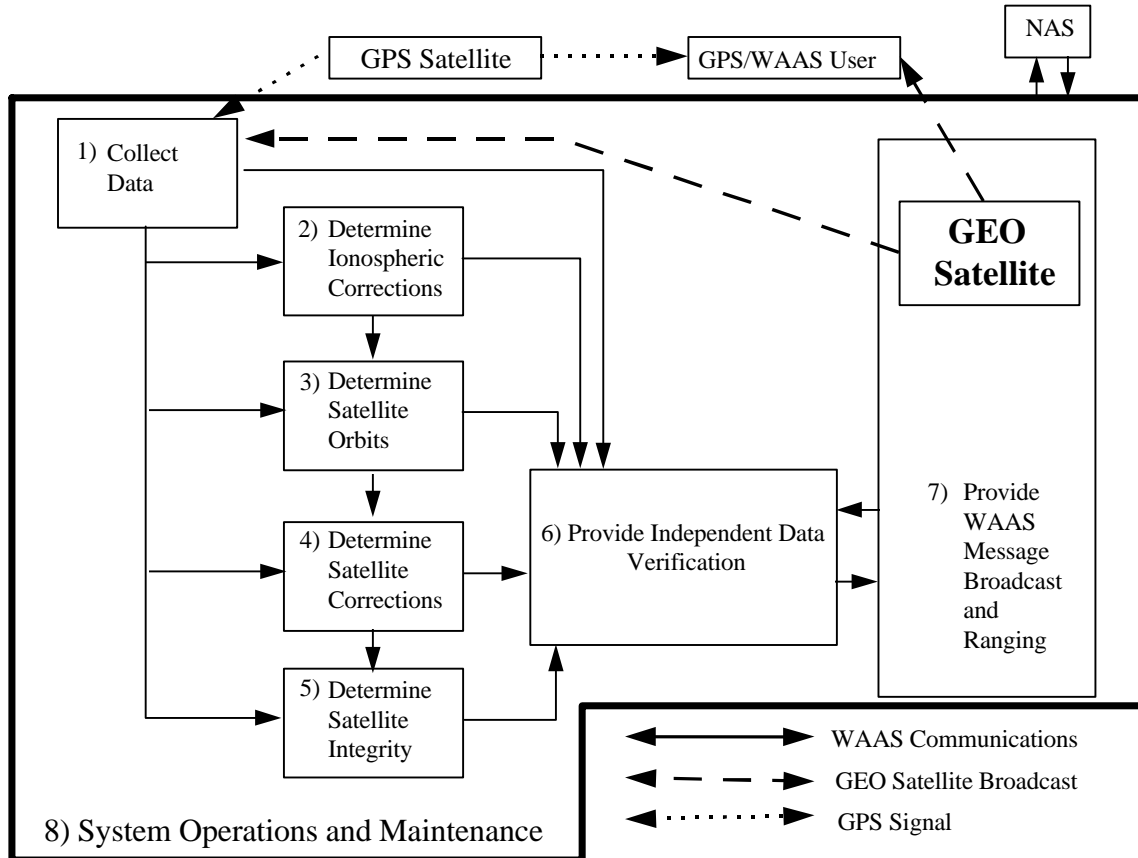 NAS
GPS Satellite
GPS/WAAS User
1) Collect
Data
2) Determine
Ionospheric
Corrections
GEO
Satellite
3) Determine
Satellite
Orbits
4) Determine
Satellite
Corrections
5) Determine
Satellite
Integrity
6) Provide Independent Data
Verification
7) Provide
WAAS
Message
Broadcast
and
Ranging
WAAS Communications
GEO Satellite Broadcast
GPS Signal
8) System Operations and Maintenance